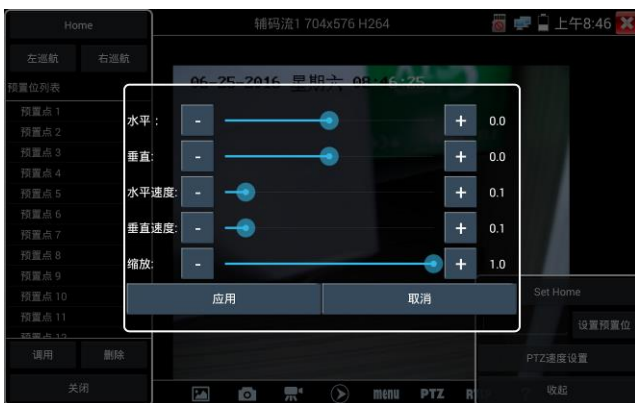 Home
辅码流1 704x576 H264
上午8:46
左巡航
右巡航
06-25-2016 星期六 08:46:25
预置位列表
预置点 1
预置点 2
预置点 3
预置点 4
预置点 5
预置点 6
预置点 7
预置点 8
预置点 9
预置点 10
预置点 11
预置点 12
水平 :
-
+
0.0
垂直:
-
+
0.0
水平速度:
-
+
0.1
垂直速度:
-
+
0.1
缩放:
-
+
1.0
应用
取消
Set Home
设置预置位
PTZ速度设置
收起
调用
删除
关闭
menu
PTZ